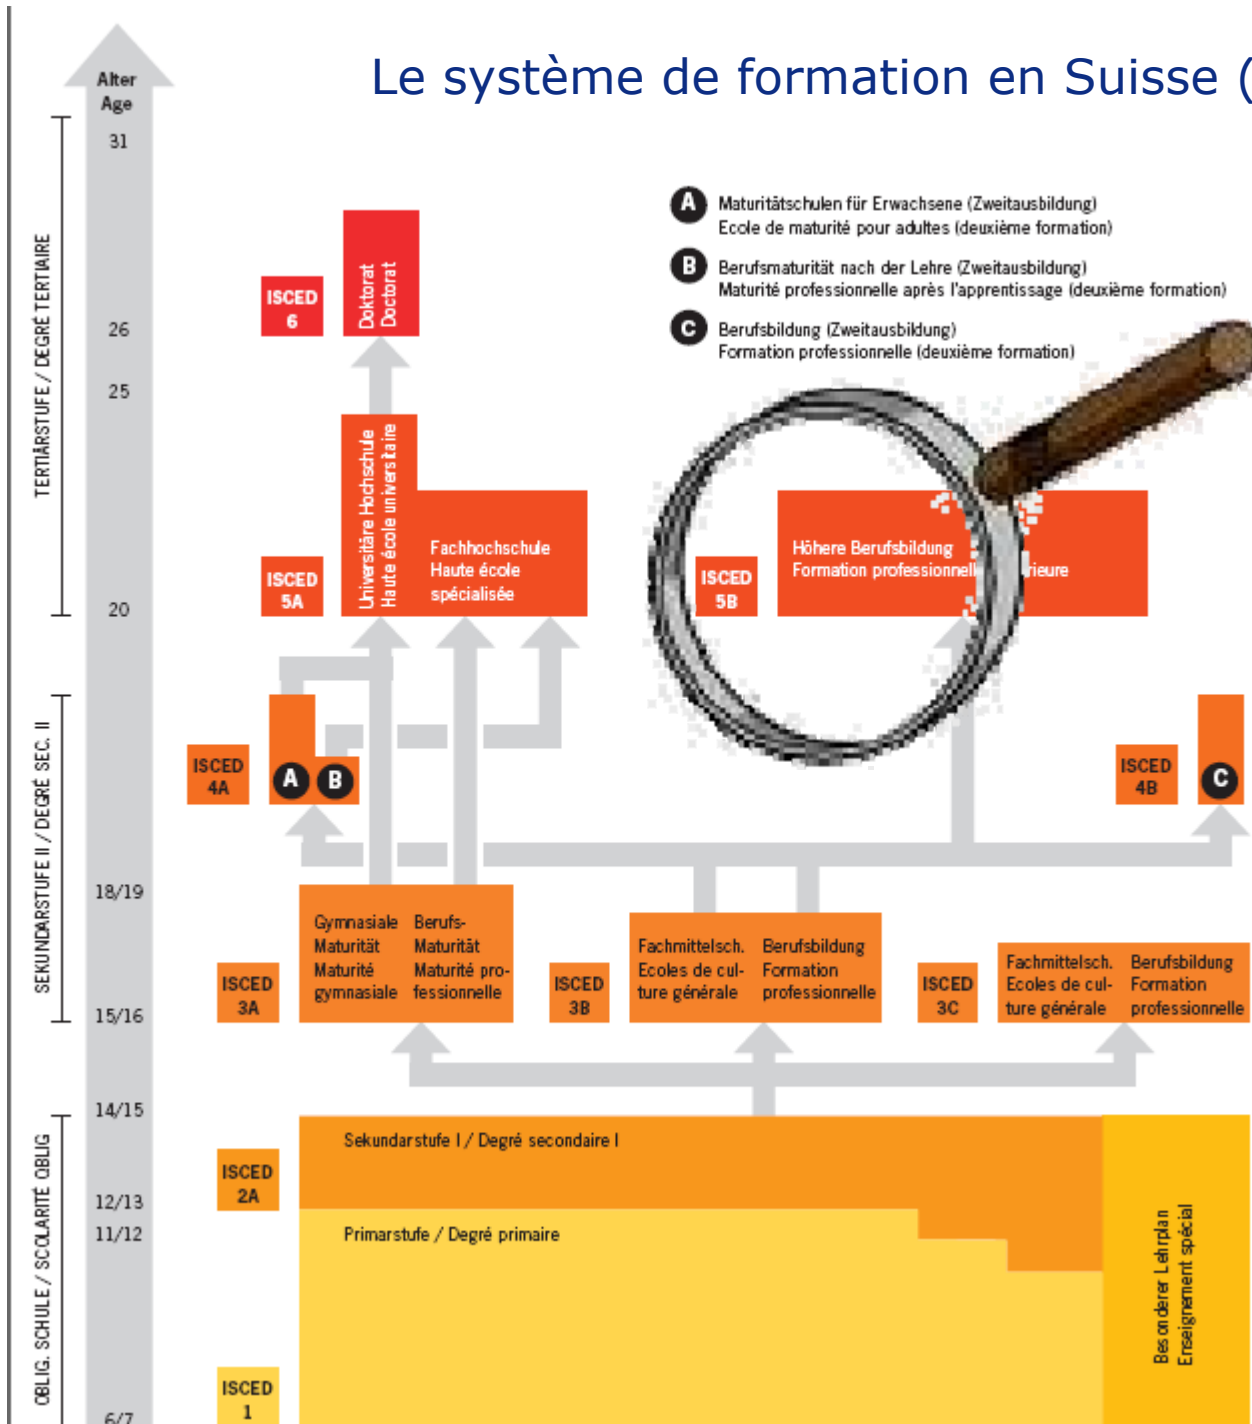 Le système de formation en Suisse (
Alter
Age
31
26
25
20
18/19
15/16
14/15
12/13
11/12
6/7
TERTIÄRSTUFE / DEGRÉ TERTIAIRE
SEKUNDARSTUFE II / DEGRÉ SEC. II
OBLIG. SCHULE / SCOLARITÉ OBLIG
A Maturitätschulen für Erwachsene (Zweitausbildung)
Ecole de maturité pour adultes (deuxième formation)
B Berufsmaturität nach der Lehre (Zweitausbildung)
Maturité professionnelle après l'apprentissage (deuxième formation)
C Berufsbildung (Zweitausbildung)
Formation professionnelle (deuxième formation)
ISCED
6
Doktorat
Doctorat
ISCED
5A
Universitäre Hochschule
Haute école universitaire
Fachhochschule
Haute école
spécialisée
ISCED
5B
Höhere Berufsbildung
Formation professionnelle rieure
ISCED
4A
A
B
ISCED
4B
C
ISCED
3A
Gymnasiale
Maturität
Maturité
gymnasiale
Berufs-
Maturität
Maturité pro-
fessionnelle
ISCED
3B
Fachmittelsch.
Ecoles de cul-
ture générale
Berufsbildung
Formation
professionnelle
ISCED
3C
Fachmittelsch.
Ecoles de cul-
ture générale
Berufsbildung
Formation
professionnelle
ISCED
2A
Sekundarstufe I / Degré secondaire I
Primarstufe / Degré primaire
ISCED
1
Besonderer Lehrplan
Enseignement spécial